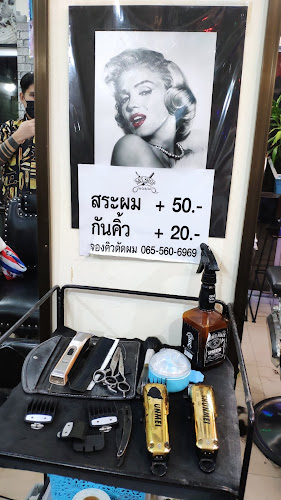 สระผม + 50.-
กันคิ้ว + 20.-
จองคิวตัดผม 065-560-6969